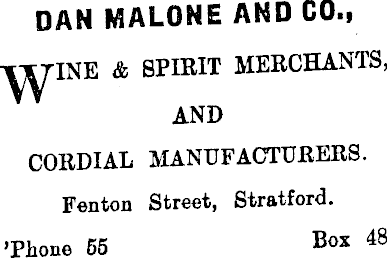 DAN MALONE AND CO.,
WINE & SPIRIT MERCHANTS,
AND
CORDIAL MANUFACTURERS.
Fenton Street, Stratford.
'Phone 55 Box 48